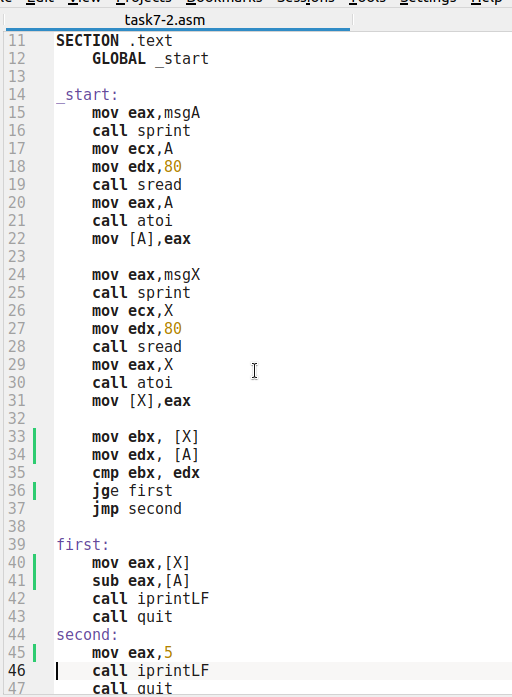 View Projects Bookmarks Sessions Tools Settings Help
task7-2.asm
11 SECTION .text
12 GLOBAL _start
13
14 _start:
15 mov eax,msgA
16 call sprint
17 mov ecx,A
18 mov edx,80
19 call sread
20 mov eax,A
21 call atoi
22 mov [A],eax
23
24 mov eax,msgX
25 call sprint
26 mov ecx,X
27 mov edx,80
28 call sread
29 mov eax,X
30 call atoi
31 mov [X],eax
32
33 mov ebx, [X]
34 mov edx, [A]
35 cmp ebx, edx
36 jge first
37 jmp second
38
39 first:
40 mov eax,[X]
41 sub eax,[A]
42 call iprintLF
43 call quit
44 second:
45 mov eax,5
46 call iprintLF
47 call quit